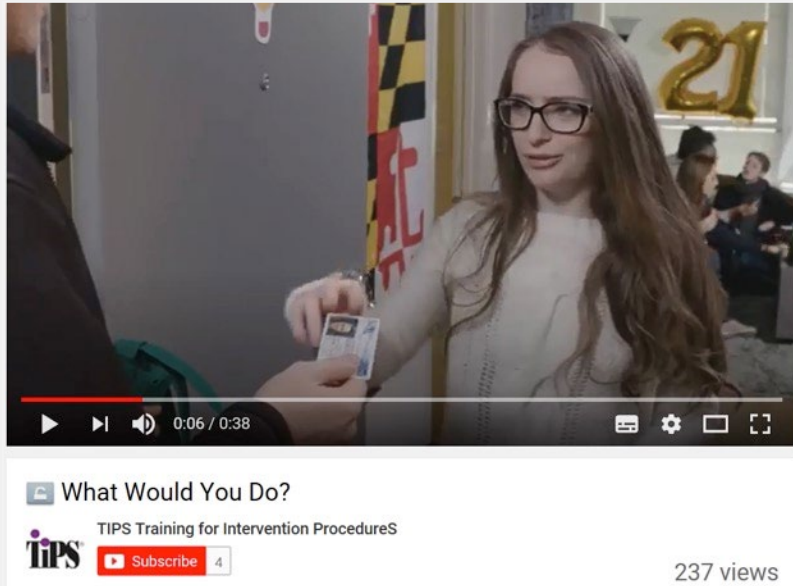 21
0:06 / 0:38
What Would You Do?
TIPS Training for Intervention ProcedureS
TiPS
Subscribe 4
237 views